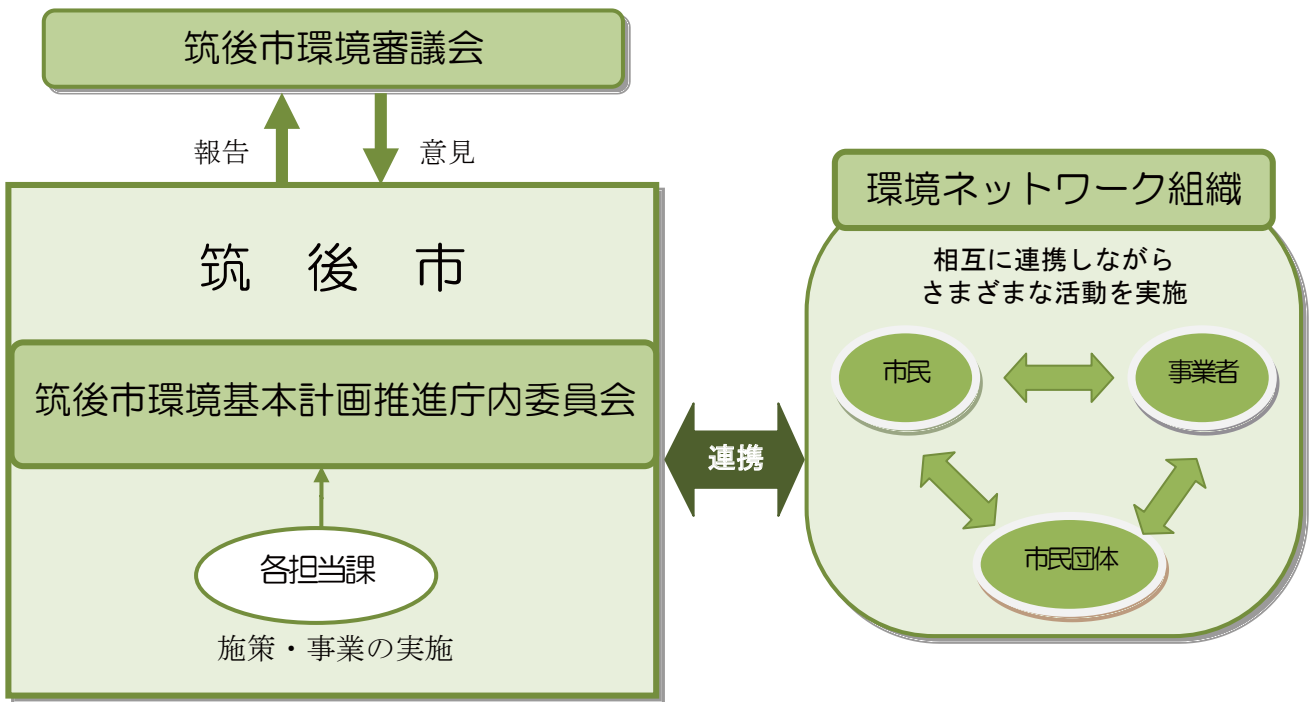 筑後市環境審議会
報告
意見
筑後市
筑後市環境基本計画推進庁内委員会
各担当課
施策・事業の実施
連携
環境ネットワーク組織
相互に連携しながら
さまざまな活動を実施
市民
事業者
市民団体